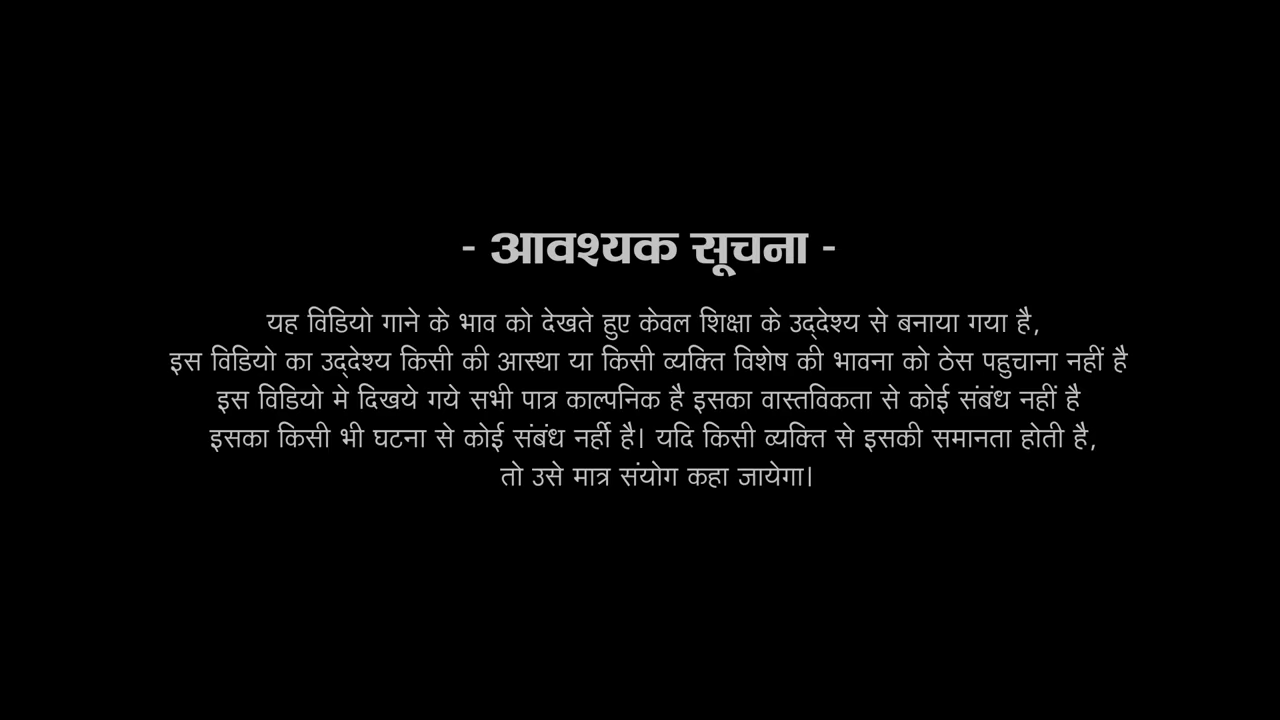 - आवश्यक सूचना -
यह विडियो गाने के भाव को देखते हुए केवल शिक्षा के उद्देश्य से बनाया गया है,
इस विडियो का उद्देश्य किसी की आस्था या किसी व्यक्ति विशेष की भावना को ठेस पहुचाना नहीं है
इस विडियो मे दिखये गये सभी पात्र काल्पनिक है इसका वास्तविकता से कोई संबंध नहीं है
इसका किसी भी घटना से कोई संबंध नर्ही है। यदि किसी व्यक्ति से इसकी समानता होती है,
तो उसे मात्र संयोग कहा जायेगा।